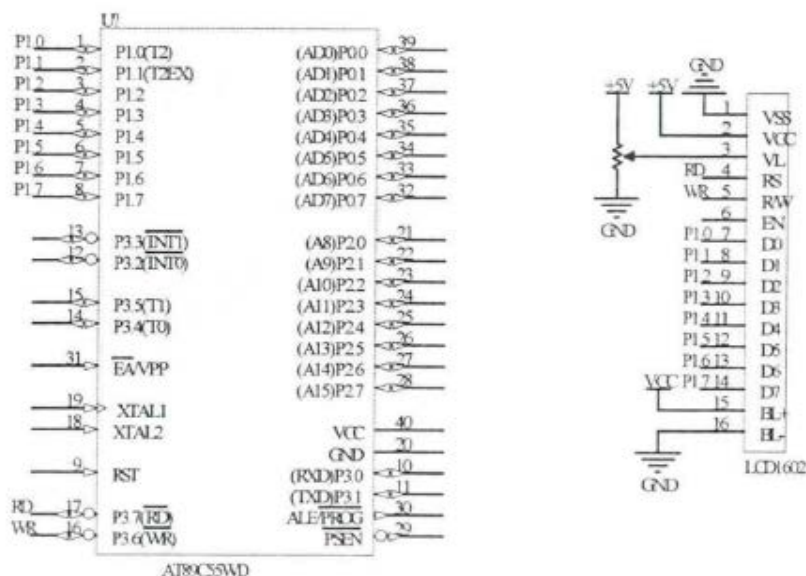 U?
P1.0 1 P1.0(T2) (AD0)P0.0 39
P1.1 2 P1.1(T2EX) (AD1)P0.1 38
P1.2 3 P1.2 (AD2)P0.2 37
P1.3 4 P1.3 (AD3)P0.3 36
P1.4 5 P1.4 (AD4)P0.4 35
P1.5 6 P1.5 (AD5)P0.5 34
P1.6 7 P1.6 (AD6)P0.6 33
P1.7 8 P1.7 (AD7)P0.7 32
13 P3.3(INT1) (A8)P2.0 21
12 P3.2(INT0) (A9)P2.1 22
(A10)P2.2 23
15 P3.5(T1) (A11)P2.3 24
14 P3.4(T0) (A12)P2.4 25
(A13)P2.5 26
31 EA/VPP (A14)P2.6 27
(A15)P2.7 28
19 XTAL1
18 XTAL2 VCC 40
GND 20
9 RST (RXD)P3.0 10
(TXD)P3.1 11
RD 17 P3.7(RD) ALE/PROG 30
WR 16 P3.6(WR) PSEN 29
AT89C55WD
GND
+5V +5V
1 VSS
2 VCC
3 VL
RD 4 RS
WR 5 R/W
6 EN
GND
P1.0 7 D0
P1.1 8 D1
P1.2 9 D2
P1.3 10 D3
P1.4 11 D4
P1.5 12 D5
P1.6 13 D6
VCC P1.7 14 D7
15 BL+
16 BL-
GND
LCD1602